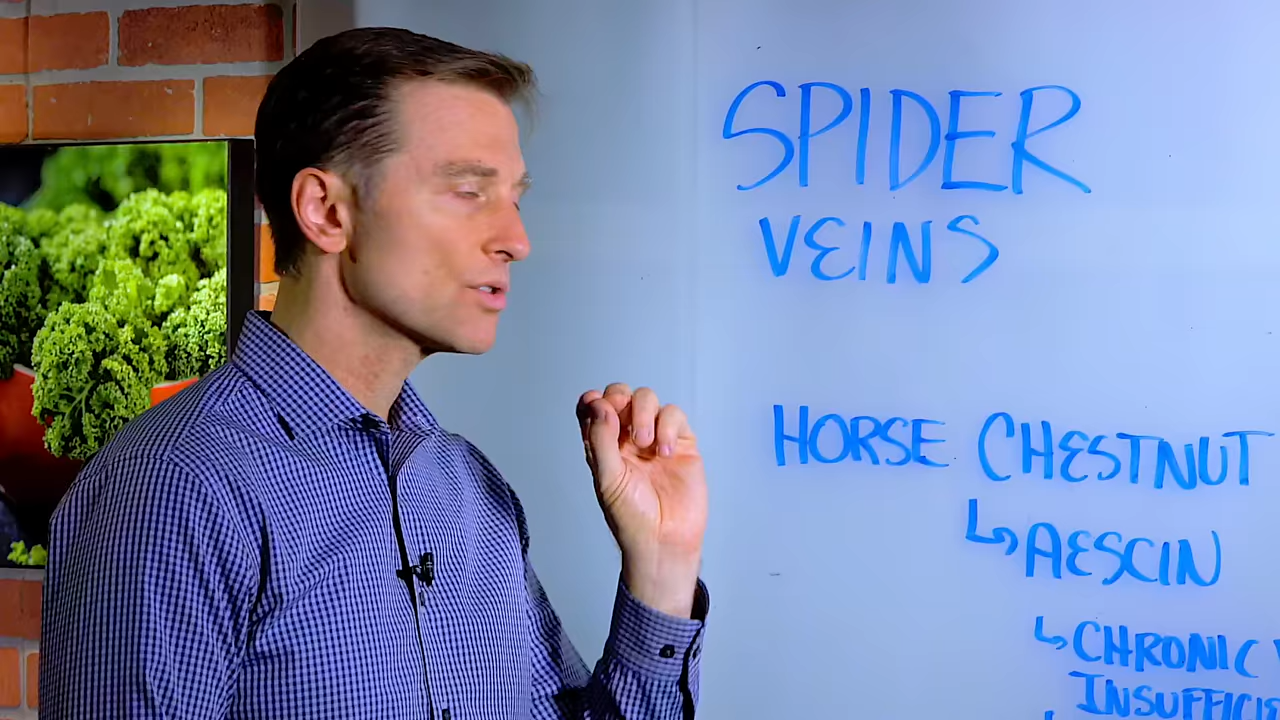 SPIDER
VEINS
HORSE CHESTNUT
↳ AESCIN
↳ CHRONIC